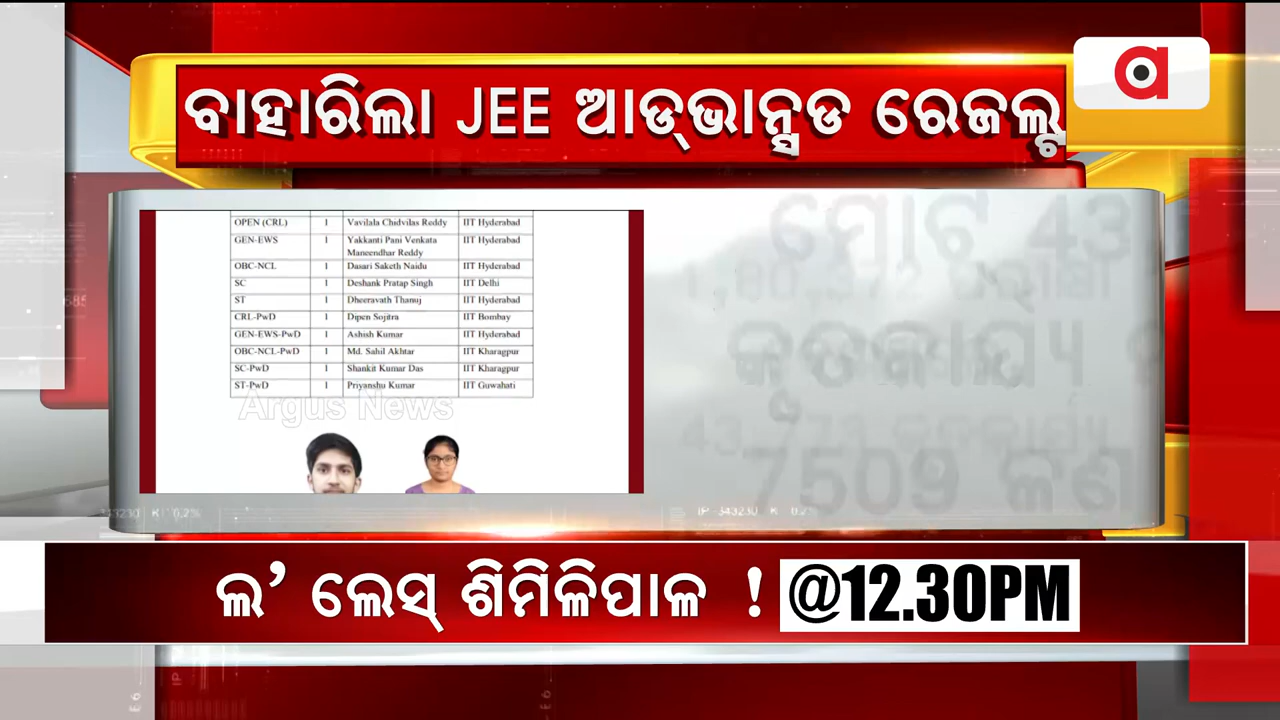 ବାହାରିଲା JEE ଆଡ୍‌ଭାନ୍ସଡ ରେଜଲ୍ଟ
OPEN (CRL) 1 Vavilala Chidvilas Reddy IIT Hyderabad
GEN-EWS 1 Yakkanti Pani Venkata Maneendhar Reddy IIT Hyderabad
OBC-NCL 1 Dasari Saketh Naidu IIT Hyderabad
SC 1 Deshank Pratap Singh IIT Delhi
ST 1 Dheeravath Thanuj IIT Hyderabad
CRL-PwD 1 Dipen Sojitra IIT Bombay
GEN-EWS-PwD 1 Ashish Kumar IIT Hyderabad
OBC-NCL-PwD 1 Md. Sahil Akhtar IIT Kharagpur
SC-PwD 1 Shankit Kumar Das IIT Kharagpur
ST-PwD 1 Priyanshu Kumar IIT Guwahati
Argus News
7509 ଜଣ
ଲ’ ଲେସ୍ ଶିମିଳିପାଳ ! @12.30PM